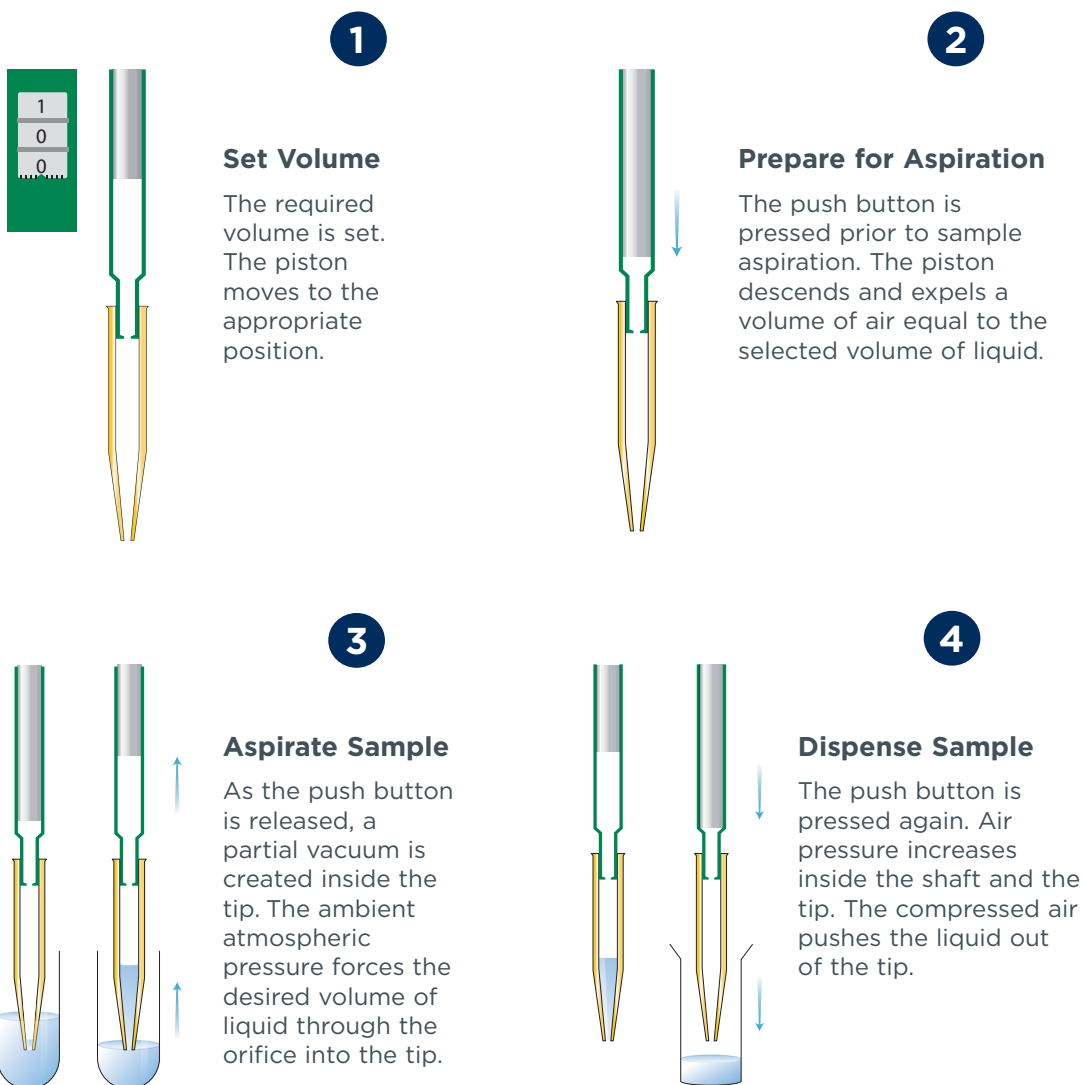 1
1
0
0
Set Volume
The required
volume is set.
The piston
moves to the
appropriate
position.
2
Prepare for Aspiration
The push button is
pressed prior to sample
aspiration. The piston
descends and expels a
volume of air equal to the
selected volume of liquid.
3
Aspirate Sample
As the push button
is released, a
partial vacuum is
created inside the
tip. The ambient
atmospheric
pressure forces the
desired volume of
liquid through the
orifice into the tip.
4
Dispense Sample
The push button is
pressed again. Air
pressure increases
inside the shaft and the
tip. The compressed air
pushes the liquid out
of the tip.